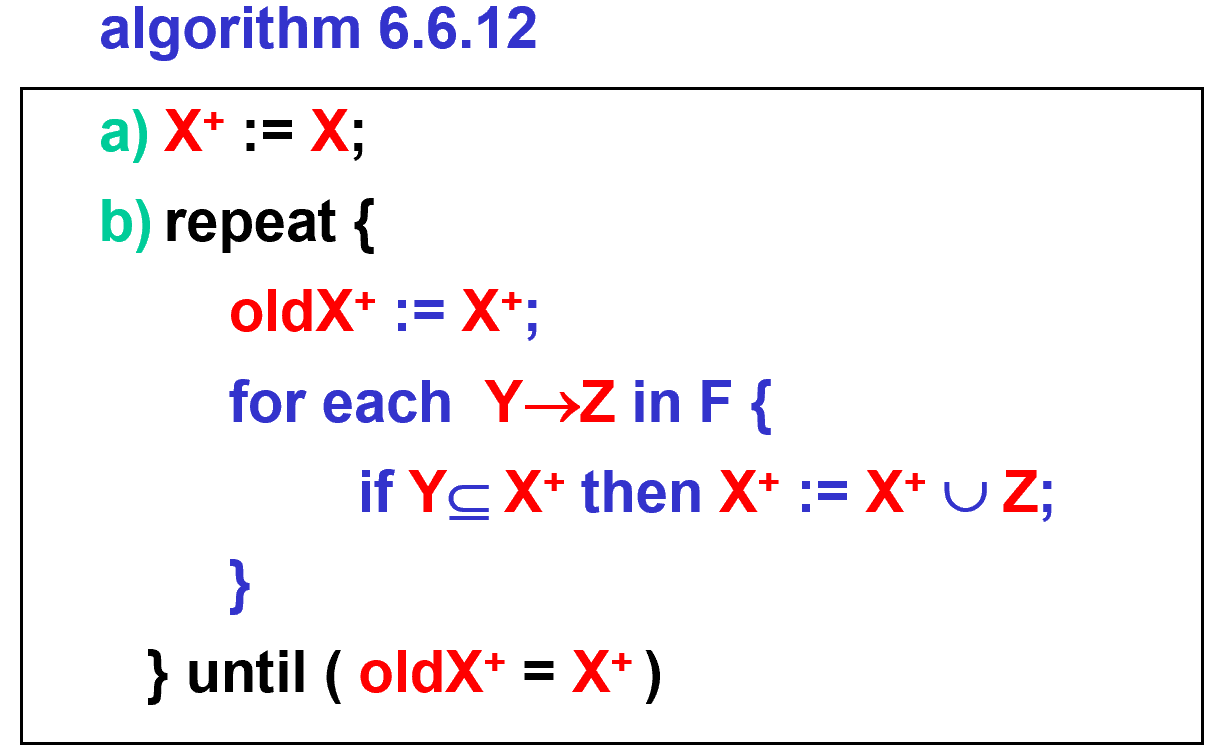 algorithm 6.6.12
a) X⁺ := X;
b) repeat {
oldX⁺ := X⁺;
for each Y→Z in F {
if Y⊆ X⁺ then X⁺ := X⁺ ∪ Z;
}
} until ( oldX⁺ = X⁺ )